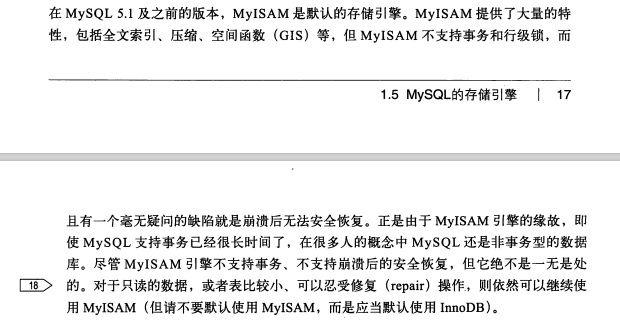 在 MySQL 5.1 及之前的版本，MyISAM 是默认的存储引擎。MyISAM 提供了大量的特
性，包括全文索引、压缩、空间函数（GIS）等，但 MyISAM 不支持事务和行级锁，而
1.5 MySQL的存储引擎 | 17
且有一个毫无疑问的缺陷就是崩溃后无法安全恢复。正是由于 MyISAM 引擎的缘故，即
使 MySQL 支持事务已经很长时间了，在很多人的概念中 MySQL 还是非事务型的数据
库。尽管 MyISAM 引擎不支持事务、不支持崩溃后的安全恢复，但它绝不是一无是处
18
的。对于只读的数据，或者表比较小、可以忍受修复（repair）操作，则依然可以继续使
用 MyISAM（但请不要默认使用 MyISAM，而是应当默认使用 InnoDB）。